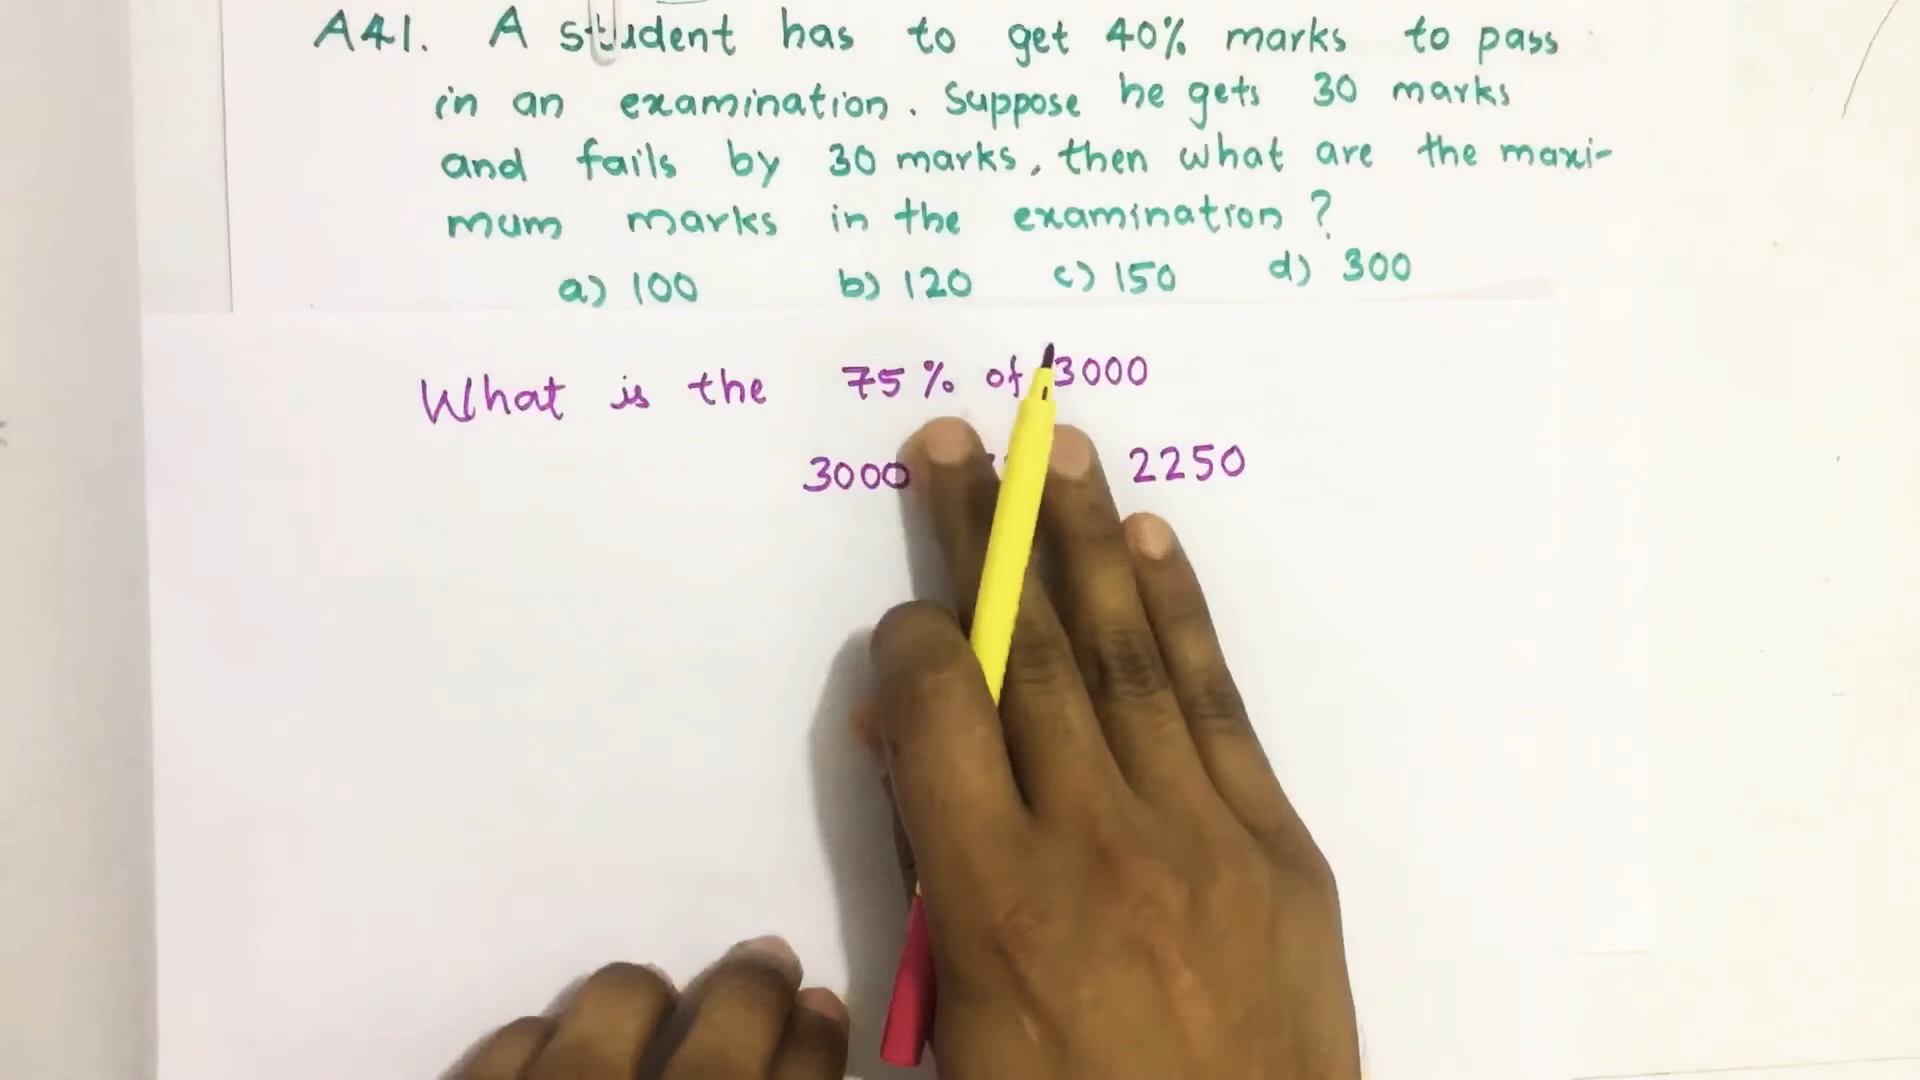 A41. A student has to get 40% marks to pass
in an examination. Suppose he gets 30 marks
and fails by 30 marks, then what are the maxi-
mum marks in the examination?
a) 100 b) 120 c) 150 d) 300
What is the 75% of 3000
3000 2250